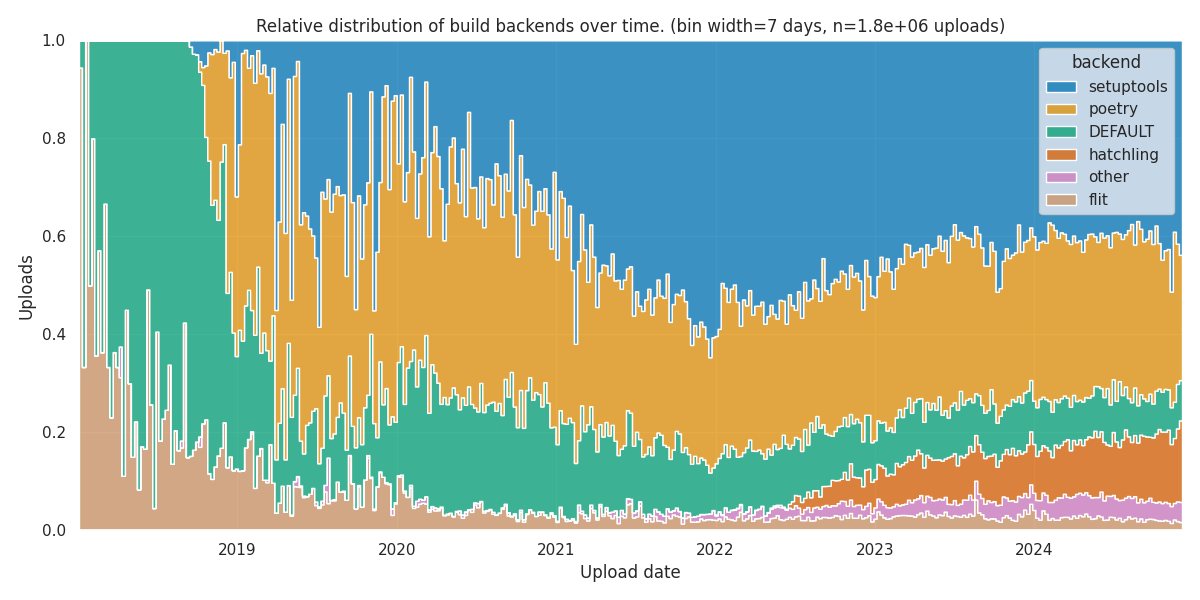 Relative distribution of build backends over time. (bin width=7 days, n=1.8e+06 uploads)
1.0
0.8
0.6
0.4
0.2
0.0
Uploads
backend
setuptools
poetry
DEFAULT
hatchling
other
flit
2019
2020
2021
2022
2023
2024
Upload date